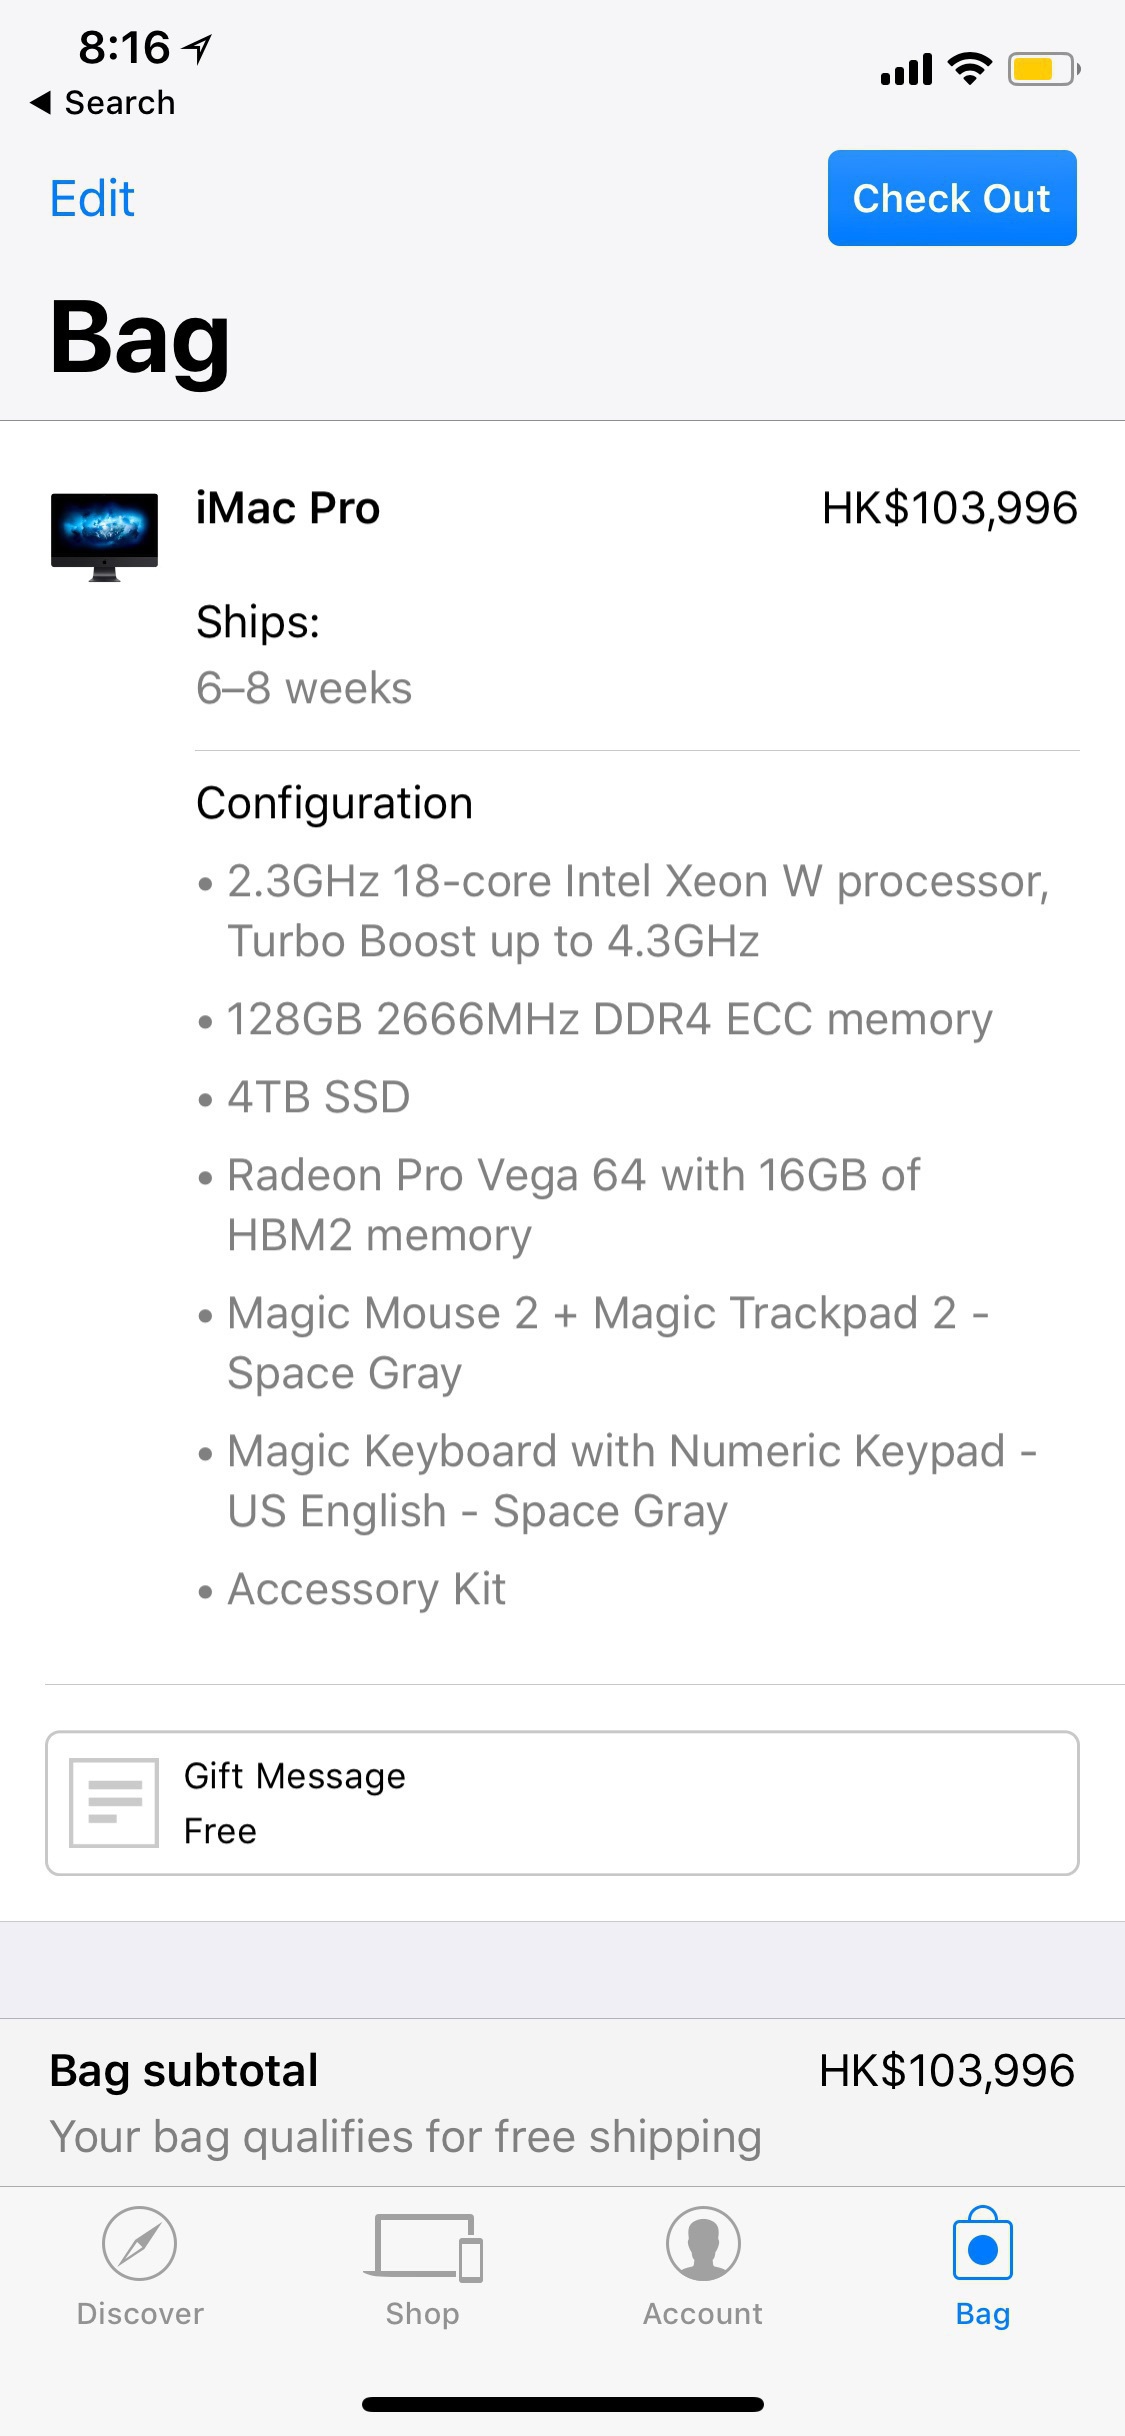 8:16
◀ Search
Edit
Check Out
Bag
iMac Pro HK$103,996
Ships:
6–8 weeks
Configuration
• 2.3GHz 18-core Intel Xeon W processor,
Turbo Boost up to 4.3GHz
• 128GB 2666MHz DDR4 ECC memory
• 4TB SSD
• Radeon Pro Vega 64 with 16GB of
HBM2 memory
• Magic Mouse 2 + Magic Trackpad 2 -
Space Gray
• Magic Keyboard with Numeric Keypad -
US English - Space Gray
• Accessory Kit
Gift Message
Free
Bag subtotal HK$103,996
Your bag qualifies for free shipping
Discover Shop Account Bag